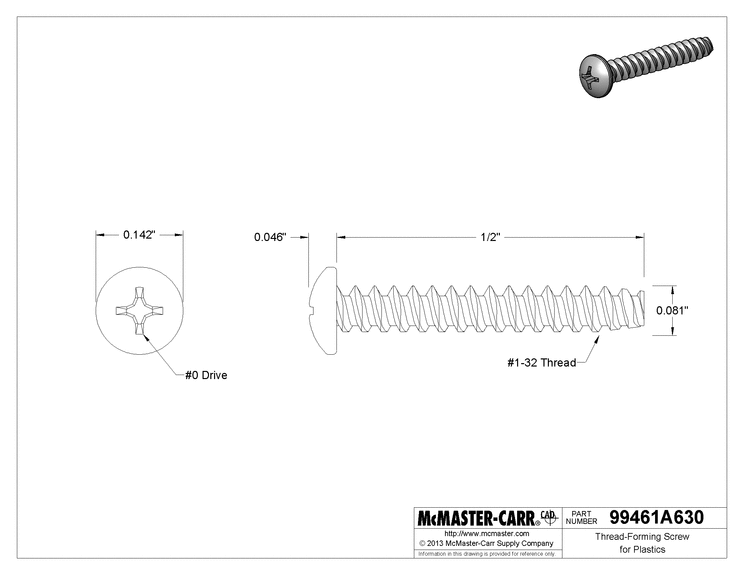 0.142"
0.046"
1/2"
0.081"
#1-32 Thread
#0 Drive
McMASTER-CARR® CAD
http://www.mcmaster.com
© 2013 McMaster-Carr Supply Company
Information in this drawing is provided for reference only.
PART NUMBER
99461A630
Thread-Forming Screw
for Plastics